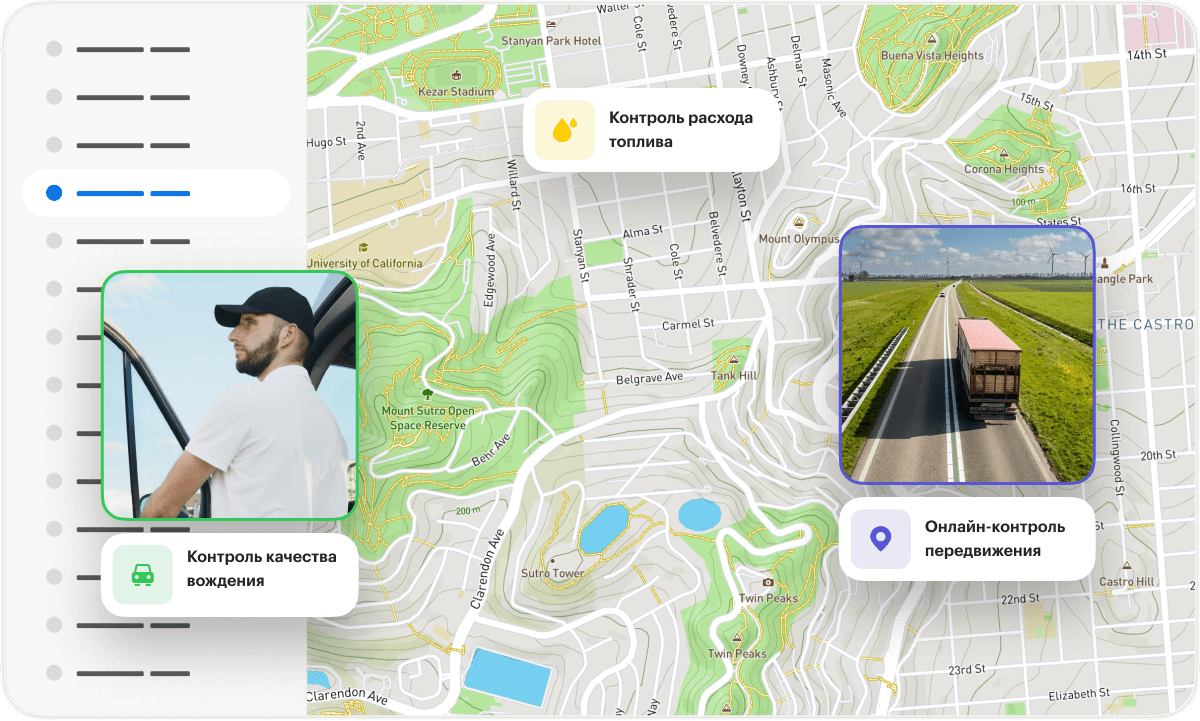 Walter
Cole St
Belvedere St
Stanyan Park Hotel
Kezar Stadium
Downey
Ashbury
Delmar St
Masonic Ave
Buena Vista Heights
14th St
15th St
Контроль расхода
топлива
Hugo St
2nd Ave
Willard St
Corona Heights
16th St
100 m
States St
Alma St
Cole St
Belvedere St
Clayton St
Mount Olympus
Stanyan St
Shrader St
University of California
Edgewood Ave
angle Park
THE CASTRO
Carmel St
Belgrave Ave
Tank Hill
Mount Sutro Open
Space Reserve
Behr Ave
Collingwood St
20th St
200 m
Clarendon Ave
Sutro Tower
Twin Peaks
Онлайн-контроль
передвижения
Контроль качества
вождения
Castro Hill
22nd St
Twin Peaks
23rd St
Clarendon Ave
Elizabeth St
Way